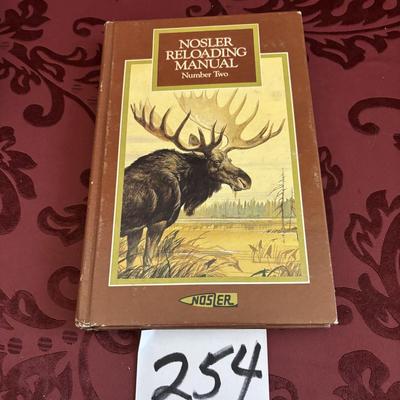 NOSLER
RELOADING
MANUAL
Number Two
NOSLER
254